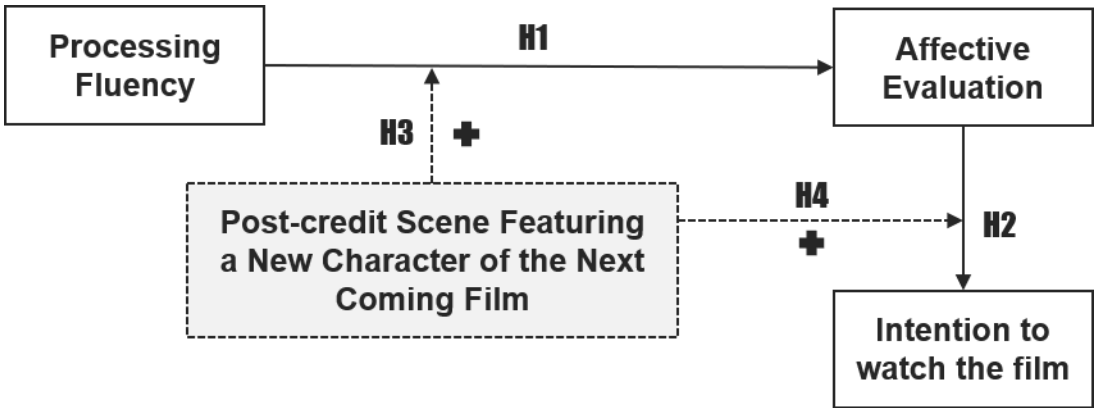 Processing
Fluency
H1
Affective
Evaluation
H3
Post-credit Scene Featuring
a New Character of the Next
Coming Film
H4
H2
Intention to
watch the film